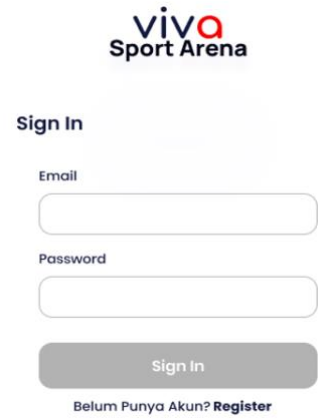 viva
Sport Arena
Sign In
Email
Password
Sign In
Belum Punya Akun? Register